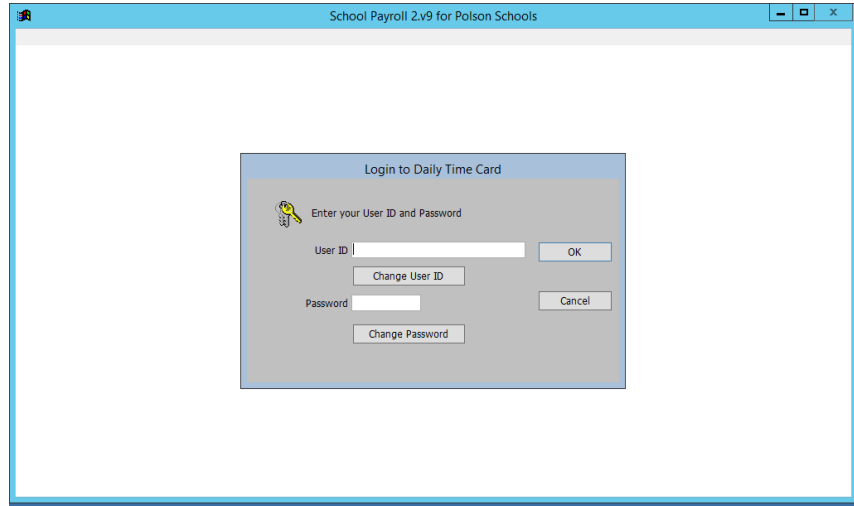 School Payroll 2.v9 for Polson Schools
Login to Daily Time Card
Enter your User ID and Password
User ID
OK
Change User ID
Password
Cancel
Change Password